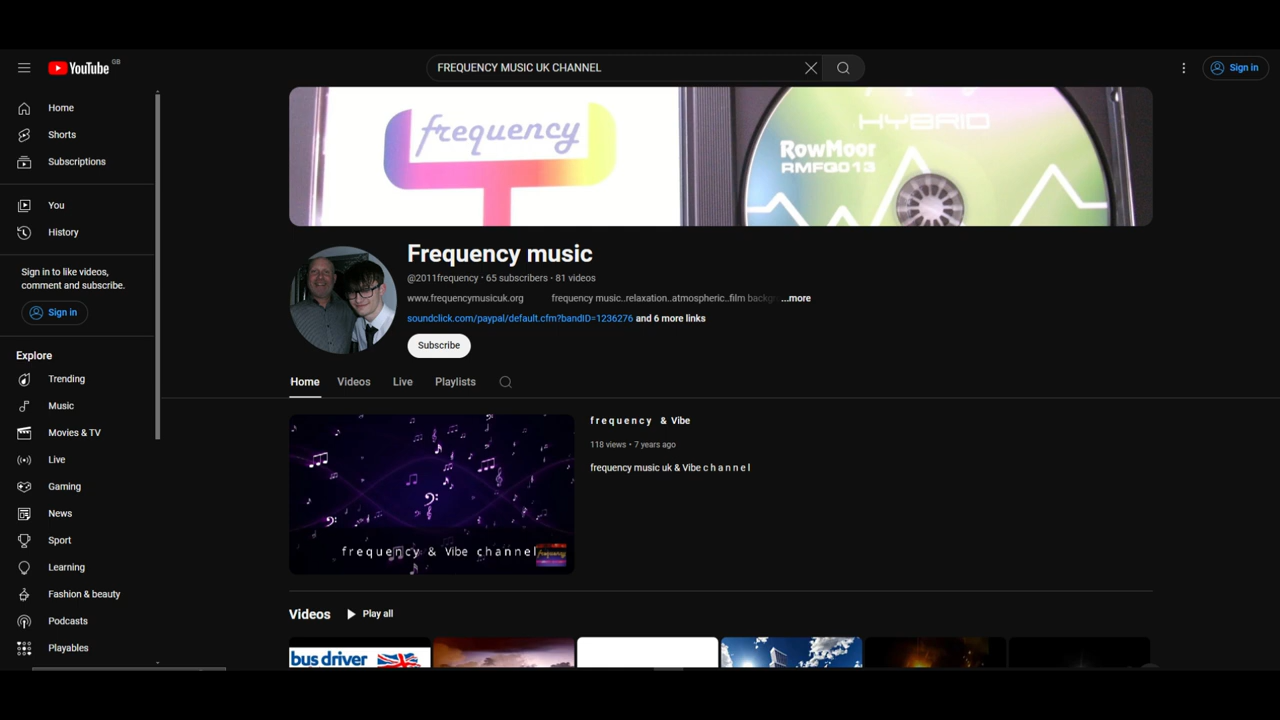 YouTube GB
FREQUENCY MUSIC UK CHANNEL
Sign in
Home
Shorts
Subscriptions
You
History
Sign in to like videos,
comment and subscribe.
Sign in
Explore
Trending
Music
Movies & TV
Live
Gaming
News
Sport
Learning
Fashion & beauty
Podcasts
Playables
frequency
HYBRID
RowMoor
RMFQ013
Frequency music
@2011frequency · 65 subscribers · 81 videos
www.frequencymusicuk.org frequency music..relaxation..atmospheric..film backg ...more
soundclick.com/paypal/default.cfm?bandID=1236276 and 6 more links
Subscribe
Home Videos Live Playlists
frequency & Vibe channel
frequency
f r e q u e n c y & Vibe
118 views • 7 years ago
frequency music uk & Vibe c h a n n e l
Videos Play all
bus driver